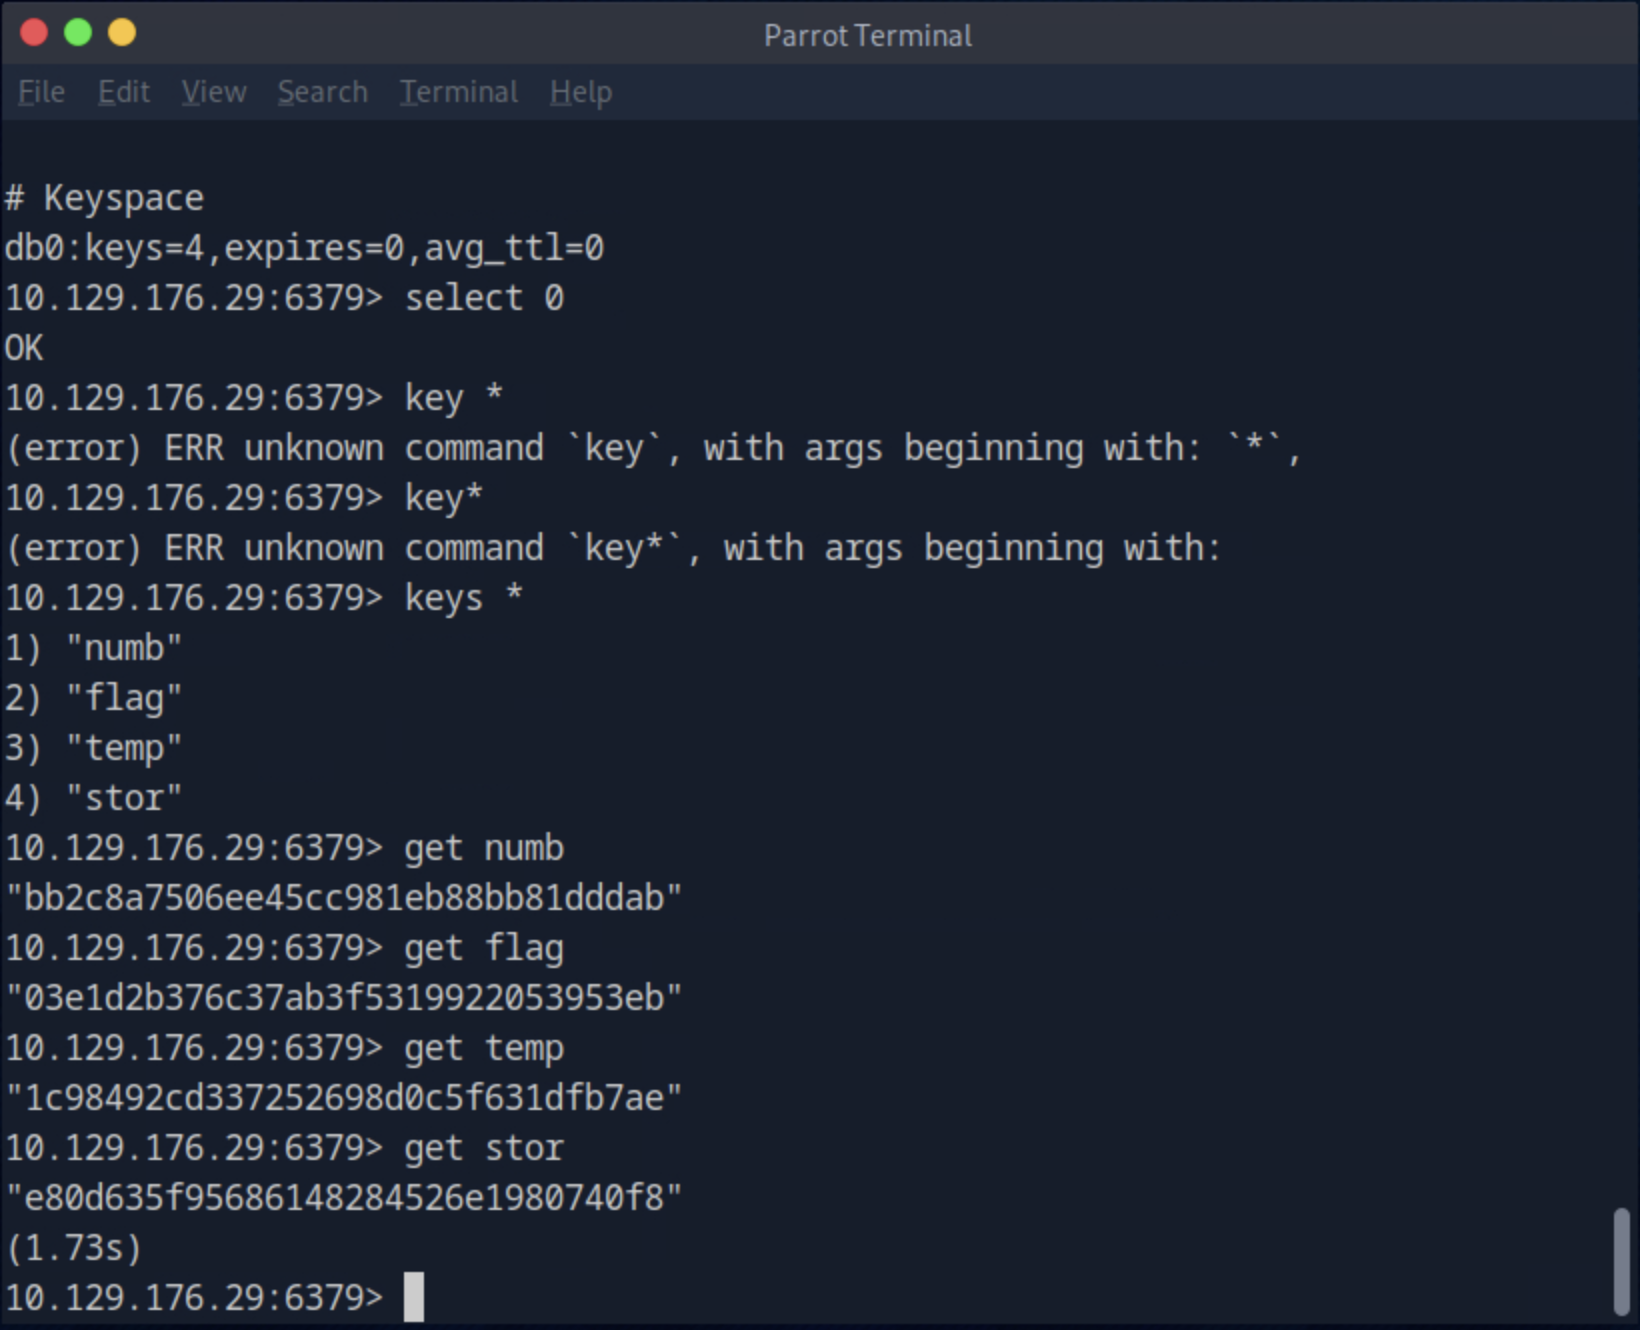 Parrot Terminal
File Edit View Search Terminal Help
# Keyspace
db0:keys=4,expires=0,avg_ttl=0
10.129.176.29:6379> select 0
OK
10.129.176.29:6379> key *
(error) ERR unknown command `key`, with args beginning with: `*`,
10.129.176.29:6379> key*
(error) ERR unknown command `key*`, with args beginning with:
10.129.176.29:6379> keys *
1) "numb"
2) "flag"
3) "temp"
4) "stor"
10.129.176.29:6379> get numb
"bb2c8a7506ee45cc981eb88bb81dddab"
10.129.176.29:6379> get flag
"03e1d2b376c37ab3f5319922053953eb"
10.129.176.29:6379> get temp
"1c98492cd337252698d0c5f631dfb7ae"
10.129.176.29:6379> get stor
"e80d635f95686148284526e1980740f8"
(1.73s)
10.129.176.29:6379>